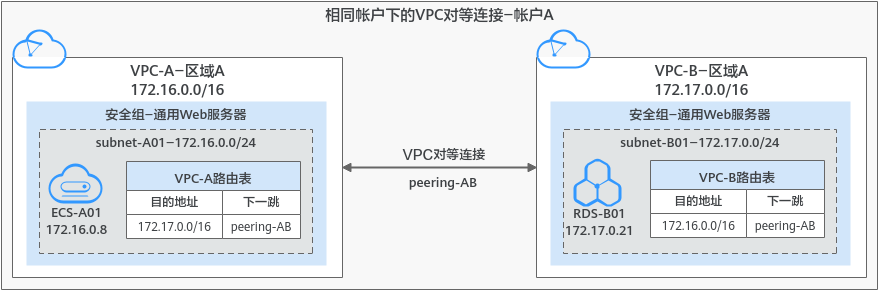 相同帐户下的VPC对等连接–帐户A
VPC-A–区域A
172.16.0.0/16
安全组–通用Web服务器
subnet-A01–172.16.0.0/24
ECS-A01
172.16.0.8
VPC-A路由表
目的地址 下一跳
172.17.0.0/16 peering-AB
VPC对等连接
peering-AB
VPC-B–区域A
172.17.0.0/16
安全组–通用Web服务器
subnet-B01–172.17.0.0/24
RDS-B01
172.17.0.21
VPC-B路由表
目的地址 下一跳
172.16.0.0/16 peering-AB